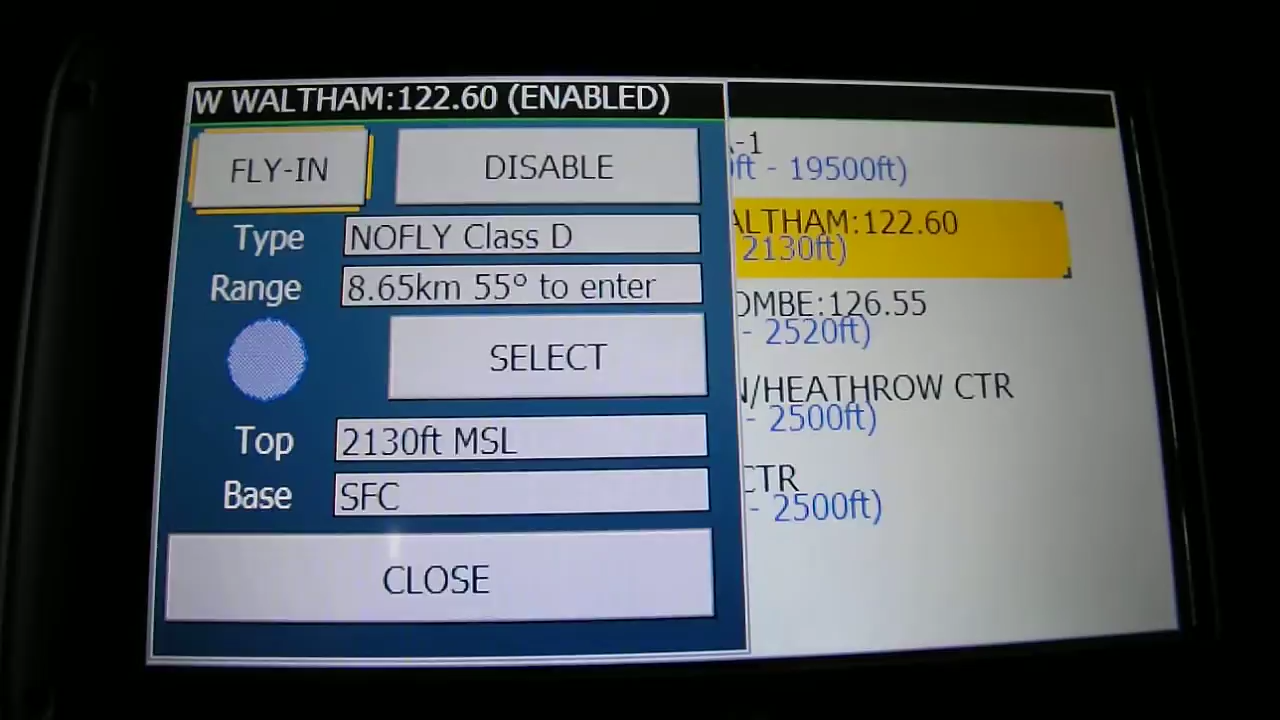 W WALTHAM:122.60 (ENABLED)
FLY-IN
DISABLE
Type
NOFLY Class D
Range
8.65km 55° to enter
SELECT
Top
2130ft MSL
Base
SFC
CLOSE
-1
ft - 19500ft)
ALTHAM:122.60
2130ft)
OMBE:126.55
- 2520ft)
N/HEATHROW CTR
- 2500ft)
CTR
- 2500ft)